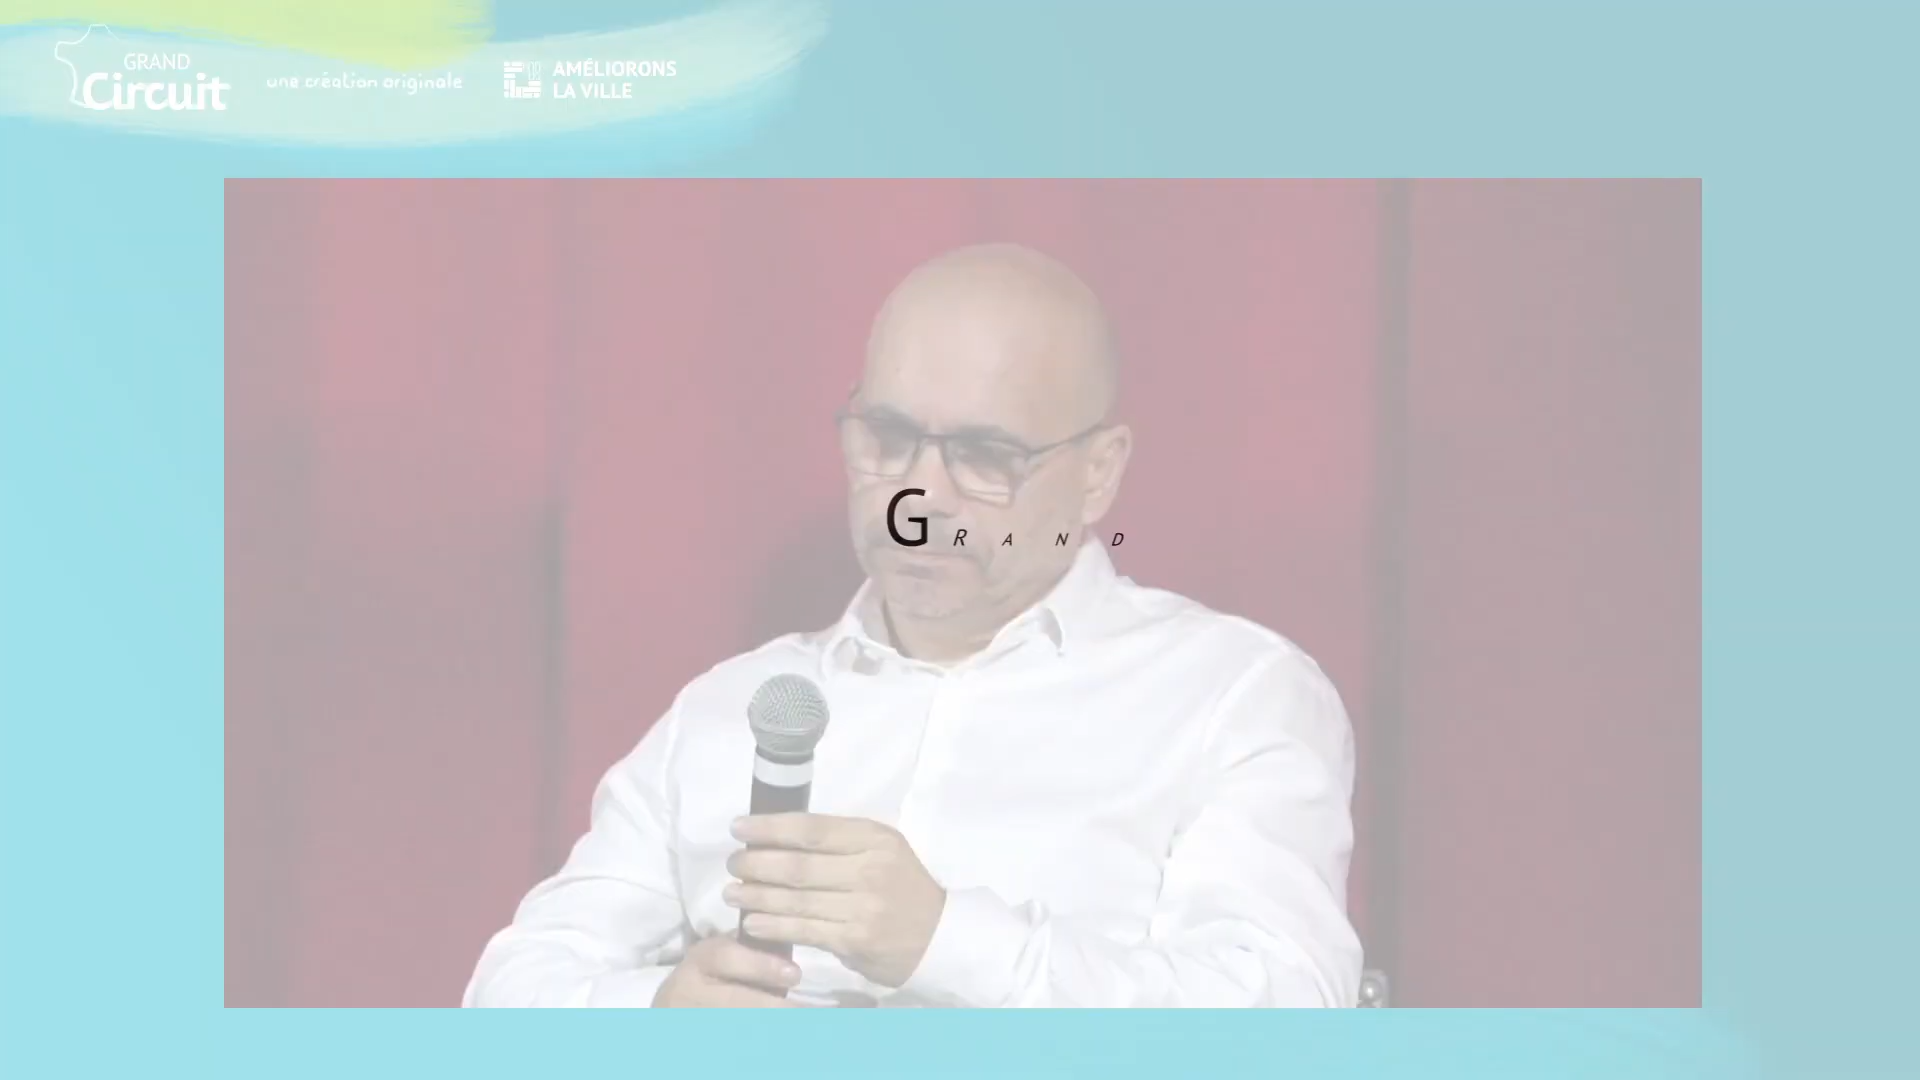 GRAND
Circuit
une création originale
AMÉLIORONS
LA VILLE
GRAND